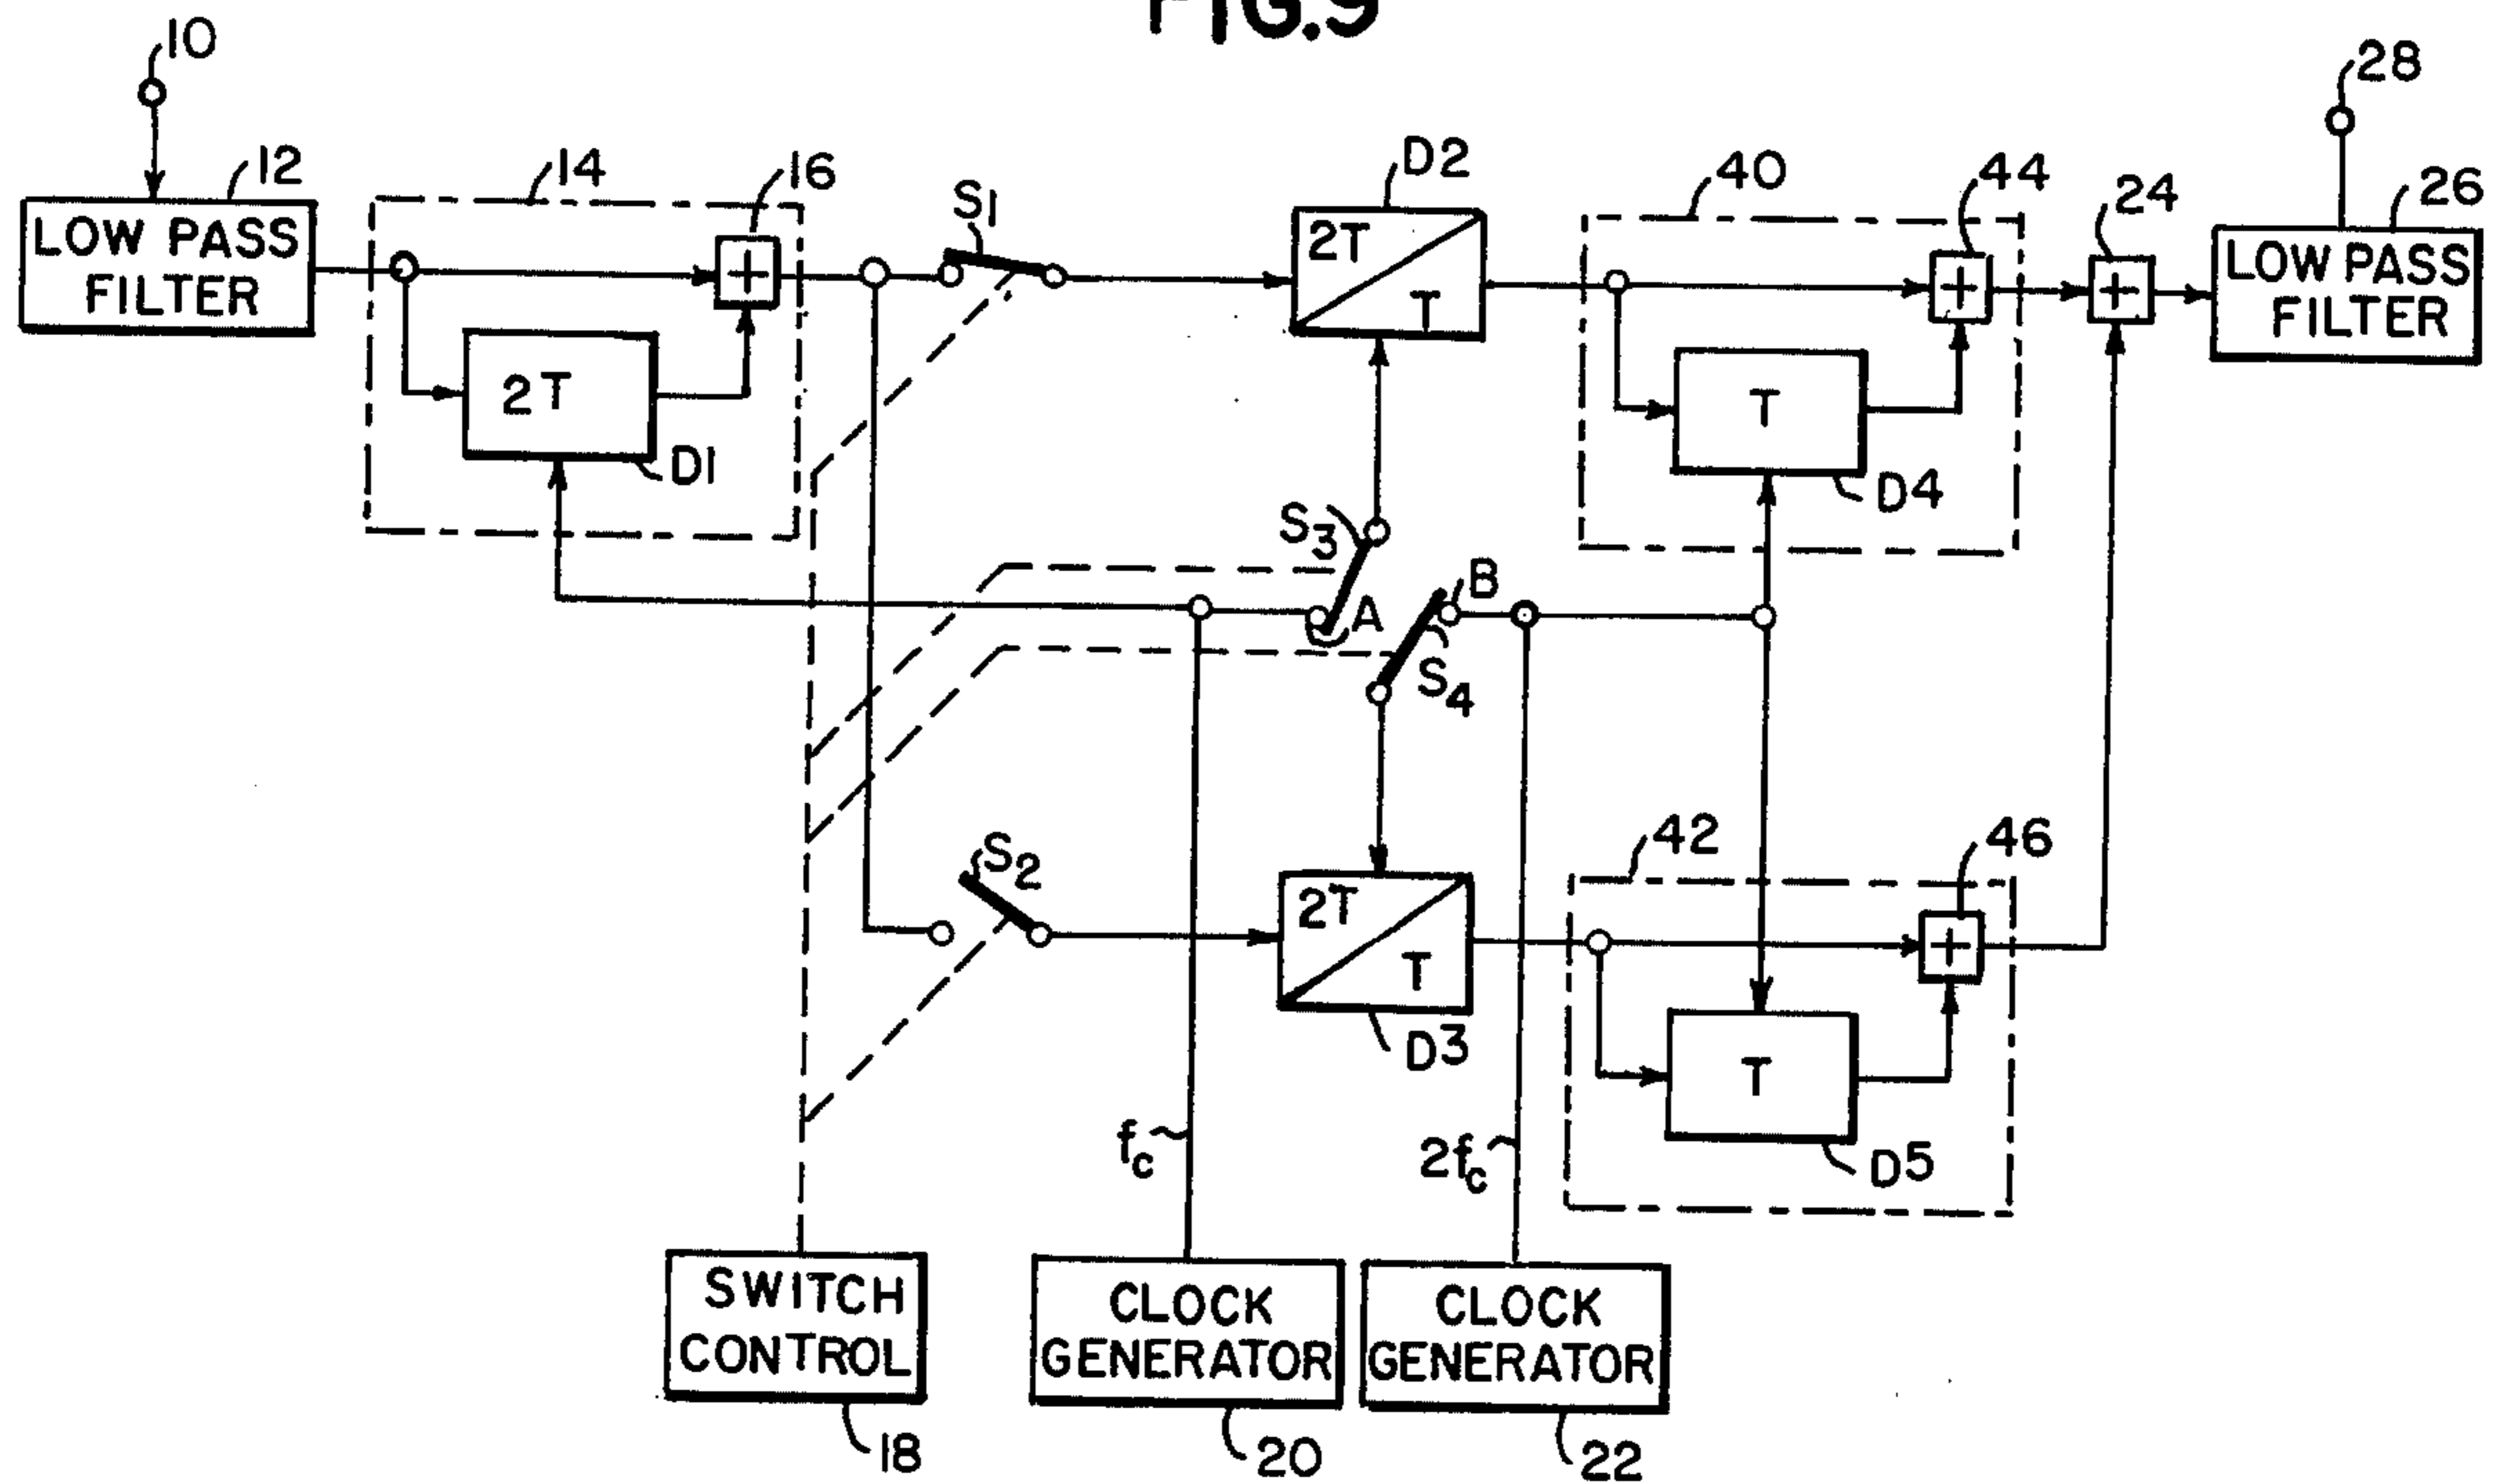 FIG.9
10
28
12
14
16
S1
D2
40
44
24
26
LOW PASS
FILTER
2T
T
LOW PASS
FILTER
2T
D1
T
D4
S3
A
B
S4
S2
42
46
2T
T
D3
T
D5
fc
2fc
SWITCH
CONTROL
CLOCK
GENERATOR
CLOCK
GENERATOR
18
20
22